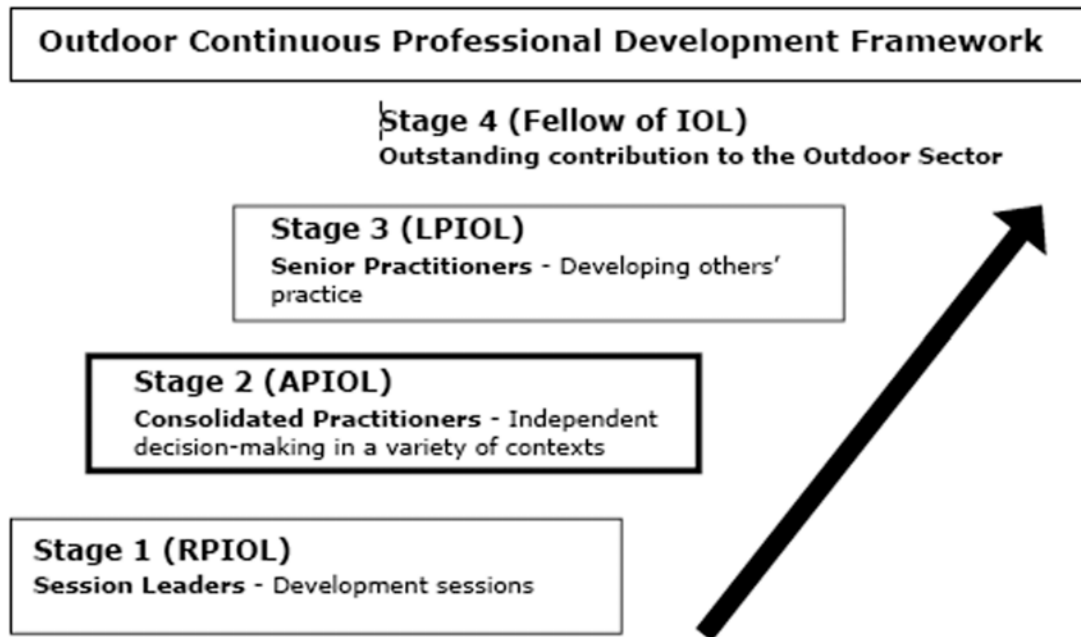 Outdoor Continuous Professional Development Framework
Stage 4 (Fellow of IOL)
Outstanding contribution to the Outdoor Sector
Stage 3 (LPIOL)
Senior Practitioners - Developing others’
practice
Stage 2 (APIOL)
Consolidated Practitioners - Independent
decision-making in a variety of contexts
Stage 1 (RPIOL)
Session Leaders - Development sessions